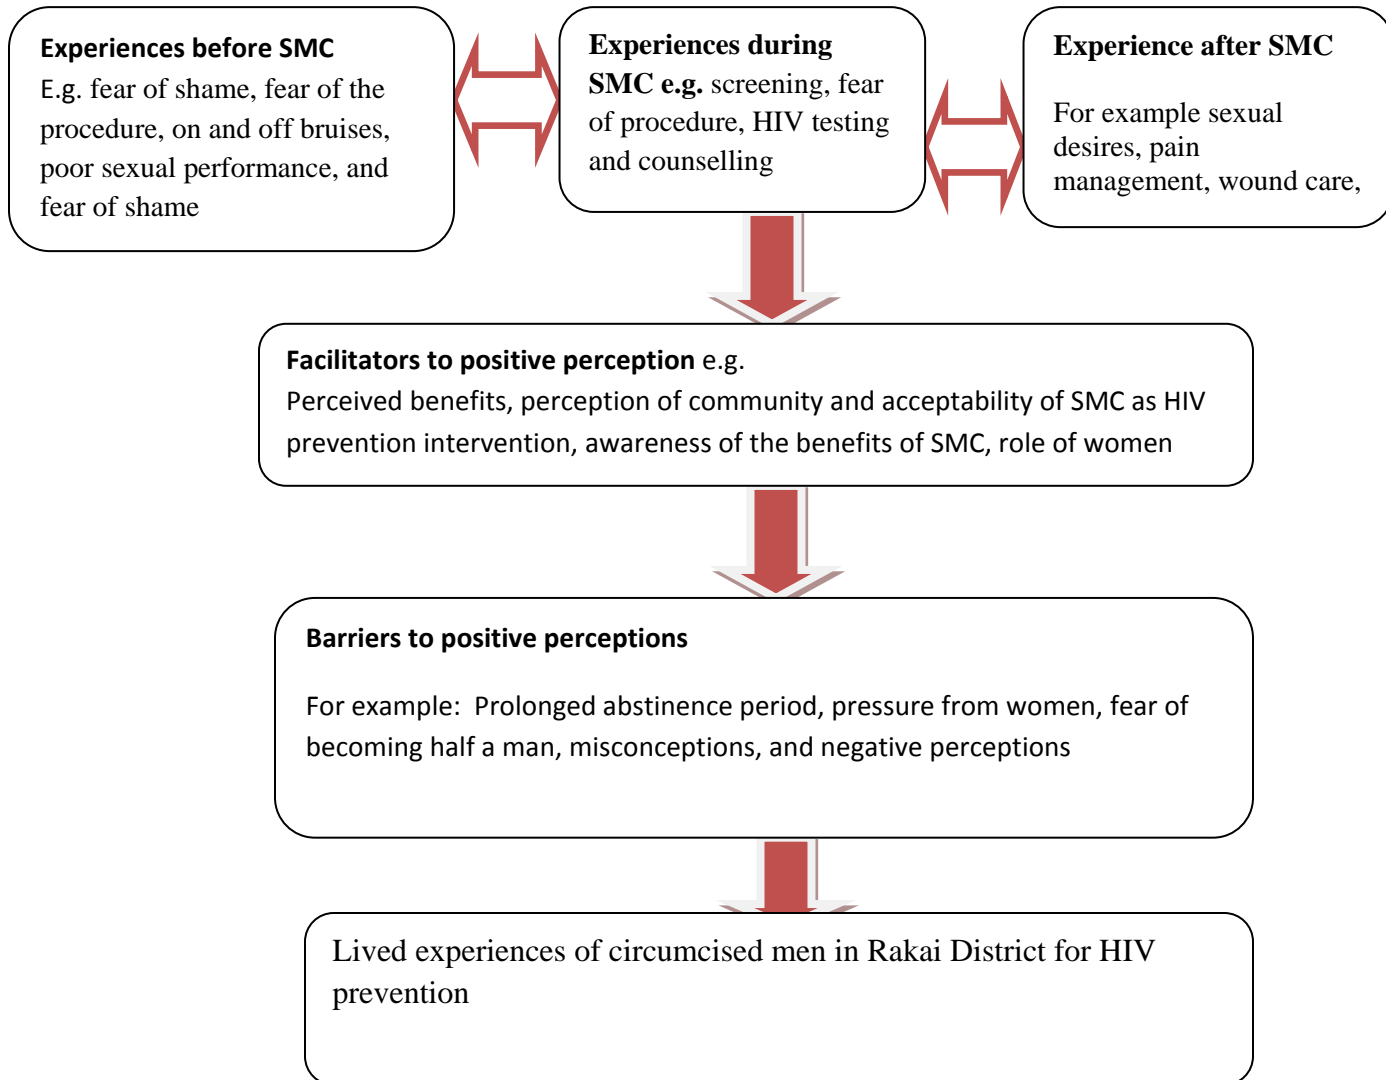 Experiences before SMC
E.g. fear of shame, fear of the
procedure, on and off bruises,
poor sexual performance, and
fear of shame
Experiences during
SMC e.g. screening, fear
of procedure, HIV testing
and counselling
Experience after SMC
For example sexual
desires, pain
management, wound care,
Facilitators to positive perception e.g.
Perceived benefits, perception of community and acceptability of SMC as HIV
prevention intervention, awareness of the benefits of SMC, role of women
Barriers to positive perceptions
For example:  Prolonged abstinence period, pressure from women, fear of
becoming half a man, misconceptions, and negative perceptions
Lived experiences of circumcised men in Rakai District for HIV
prevention